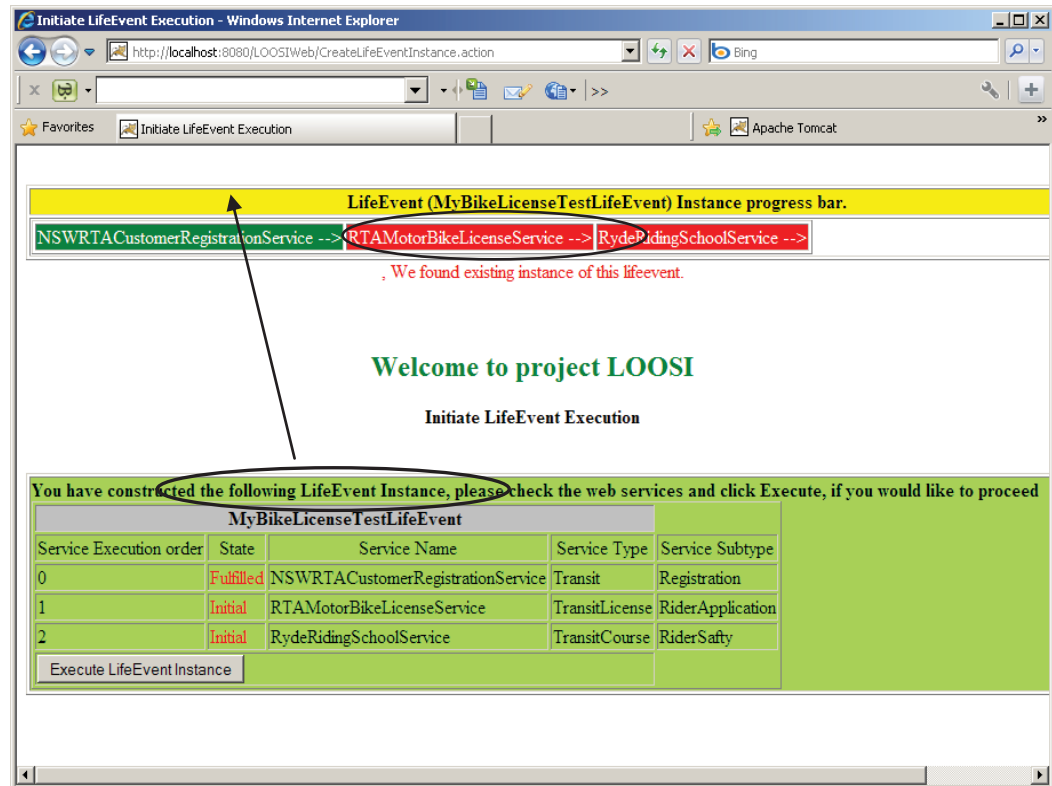 Initiate LifeEvent Execution - Windows Internet Explorer
http://localhost:8080/LOOSIWeb/CreateLifeEventInstance.action
Bing
>>
Favorites
Initiate LifeEvent Execution
Apache Tomcat
»
LifeEvent (MyBikeLicenseTestLifeEvent) Instance progress bar.
NSWRTACustomerRegistrationService --> RTAMotorBikeLicenseService --> RydeRidingSchoolService -->
, We found existing instance of this lifeevent.
Welcome to project LOOSI
Initiate LifeEvent Execution
You have constructed the following LifeEvent Instance, please check the web services and click Execute, if you would like to proceed
MyBikeLicenseTestLifeEvent
Service Execution order State Service Name Service Type Service Subtype
0 Fulfilled NSWRTACustomerRegistrationService Transit Registration
1 Initial RTAMotorBikeLicenseService TransitLicense RiderApplication
2 Initial RydeRidingSchoolService TransitCourse RiderSafty
Execute LifeEvent Instance